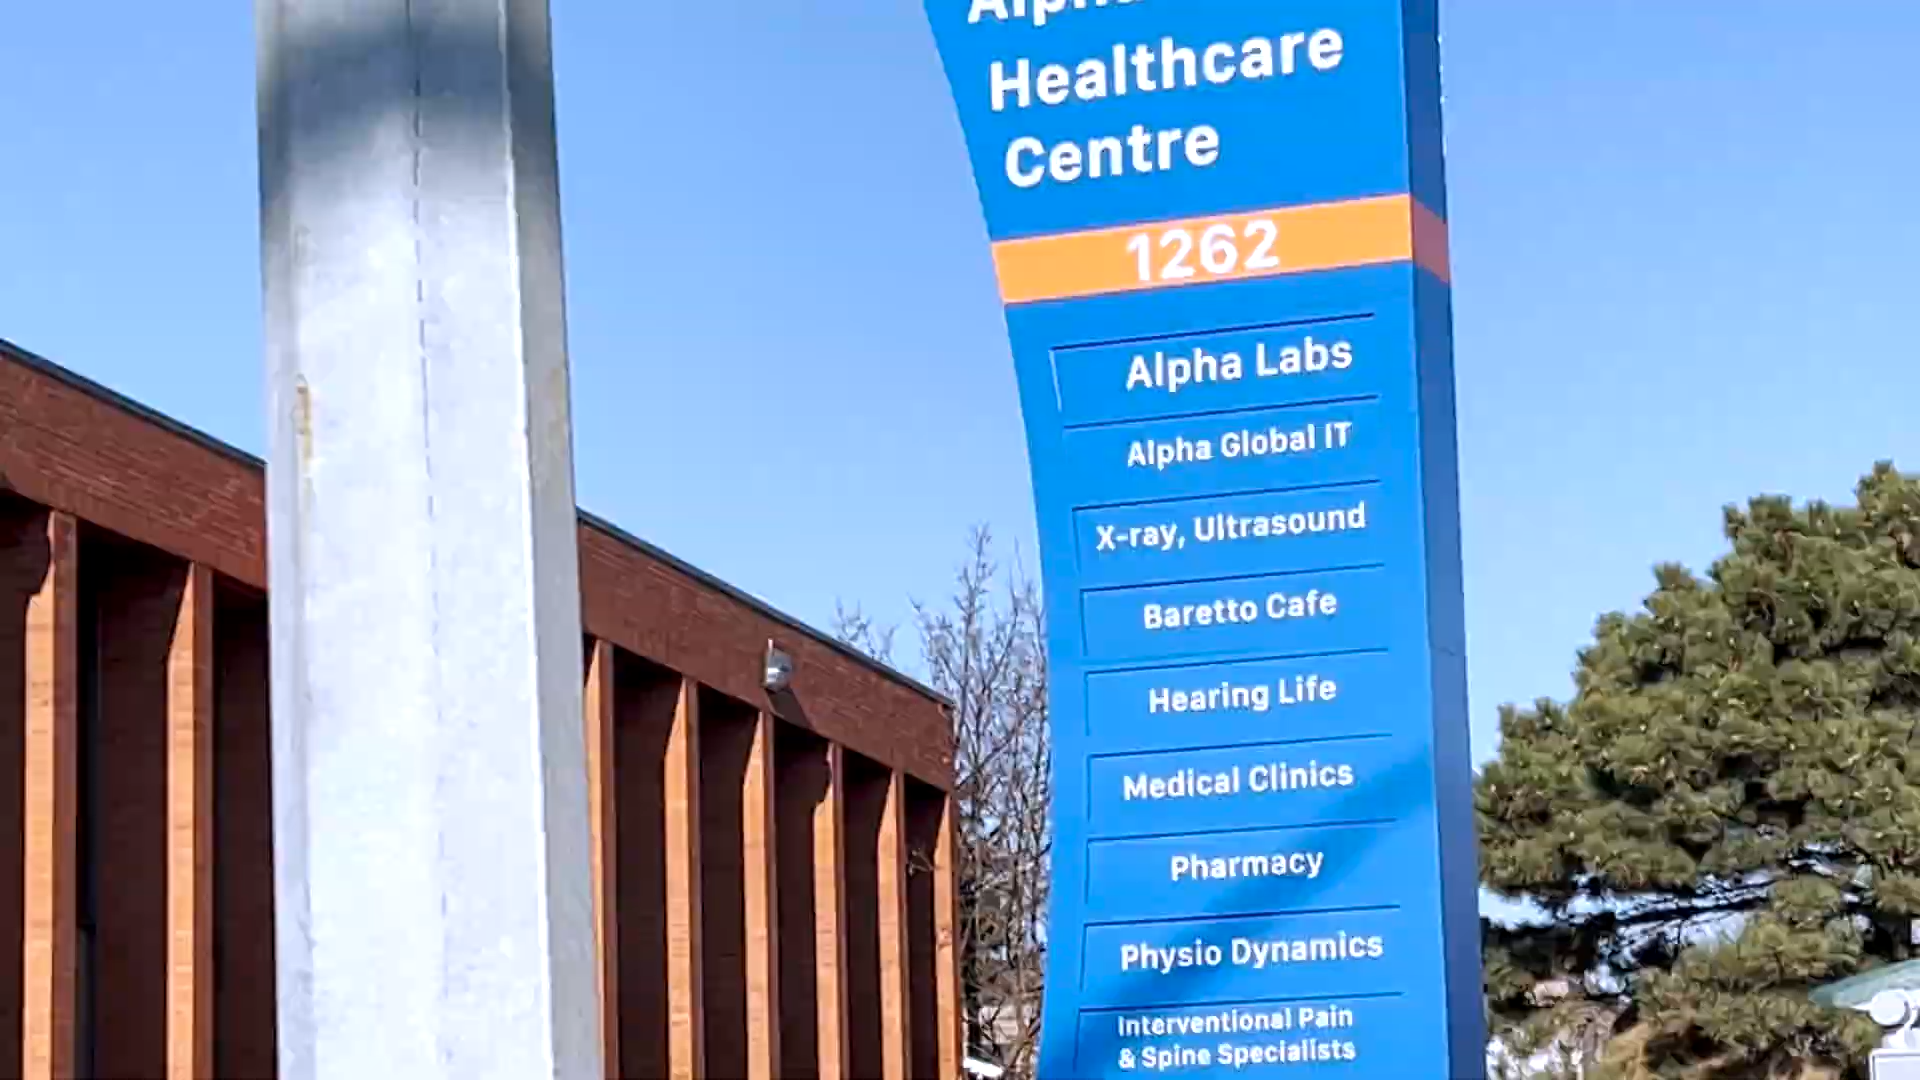 Alpha
Healthcare
Centre
1262
Alpha Labs
Alpha Global IT
X-ray, Ultrasound
Baretto Cafe
Hearing Life
Medical Clinics
Pharmacy
Physio Dynamics
Interventional Pain
& Spine Specialists